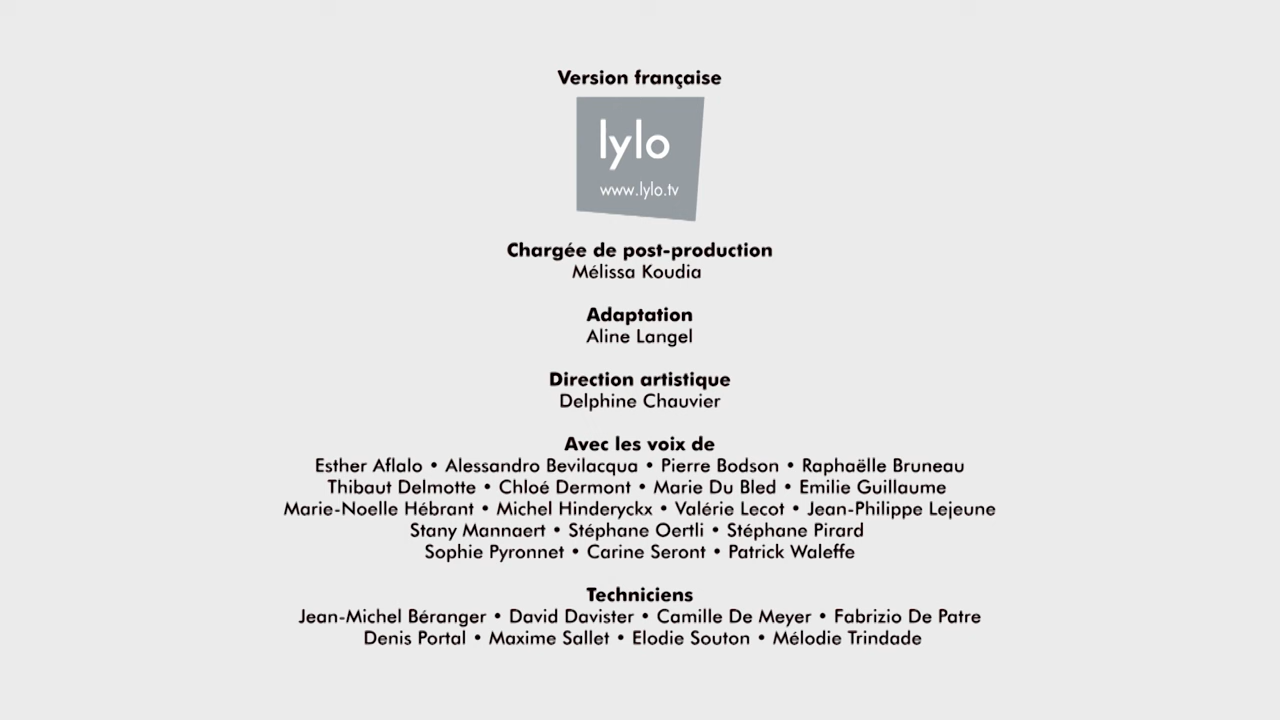 Version française
lylo
www.lylo.tv
Chargée de post-production
Mélissa Koudia
Adaptation
Aline Langel
Direction artistique
Delphine Chauvier
Avec les voix de
Esther Aflalo • Alessandro Bevilacqua • Pierre Bodson • Raphaëlle Bruneau
Thibaut Delmotte • Chloé Dermont • Marie Du Bled • Emilie Guillaume
Marie-Noelle Hébrant • Michel Hinderyckx • Valérie Lecot • Jean-Philippe Lejeune
Stany Mannaert • Stéphane Oertli • Stéphane Pirard
Sophie Pyronnet • Carine Seront • Patrick Waleffe
Techniciens
Jean-Michel Béranger • David Davister • Camille De Meyer • Fabrizio De Patre
Denis Portal • Maxime Sallet • Elodie Souton • Mélodie Trindade